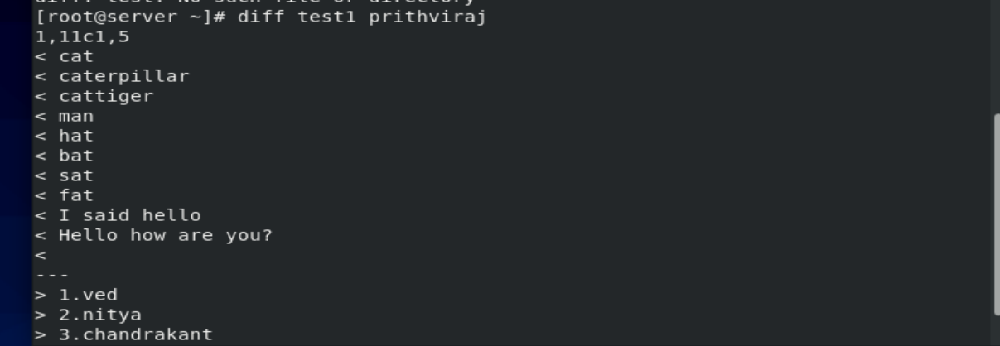 diff: test: No such file or directory
[root@server ~]# diff test1 prithviraj
1,11c1,5
< cat
< caterpillar
< cattiger
< man
< hat
< bat
< sat
< fat
< I said hello
< Hello how are you?
<
---
> 1.ved
> 2.nitya
> 3.chandrakant